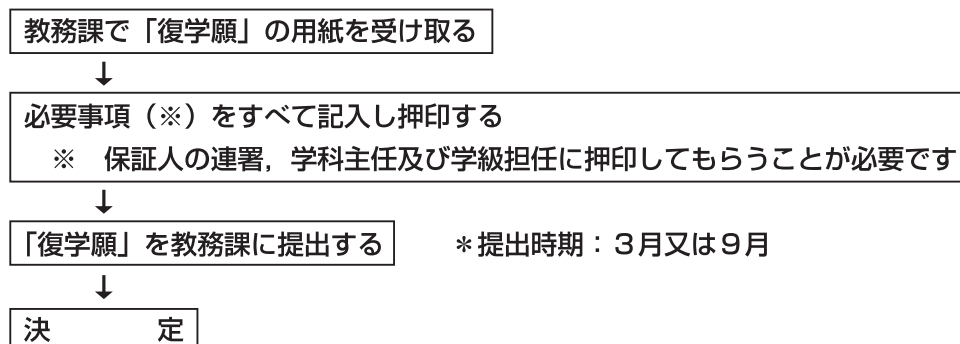 教務課で「復学願」の用紙を受け取る
↓
必要事項（※）をすべて記入し押印する
※　保証人の連署，学科主任及び学級担任に押印してもらうことが必要です
↓
「復学願」を教務課に提出する　　＊提出時期：３月又は９月
↓
決　　　　定